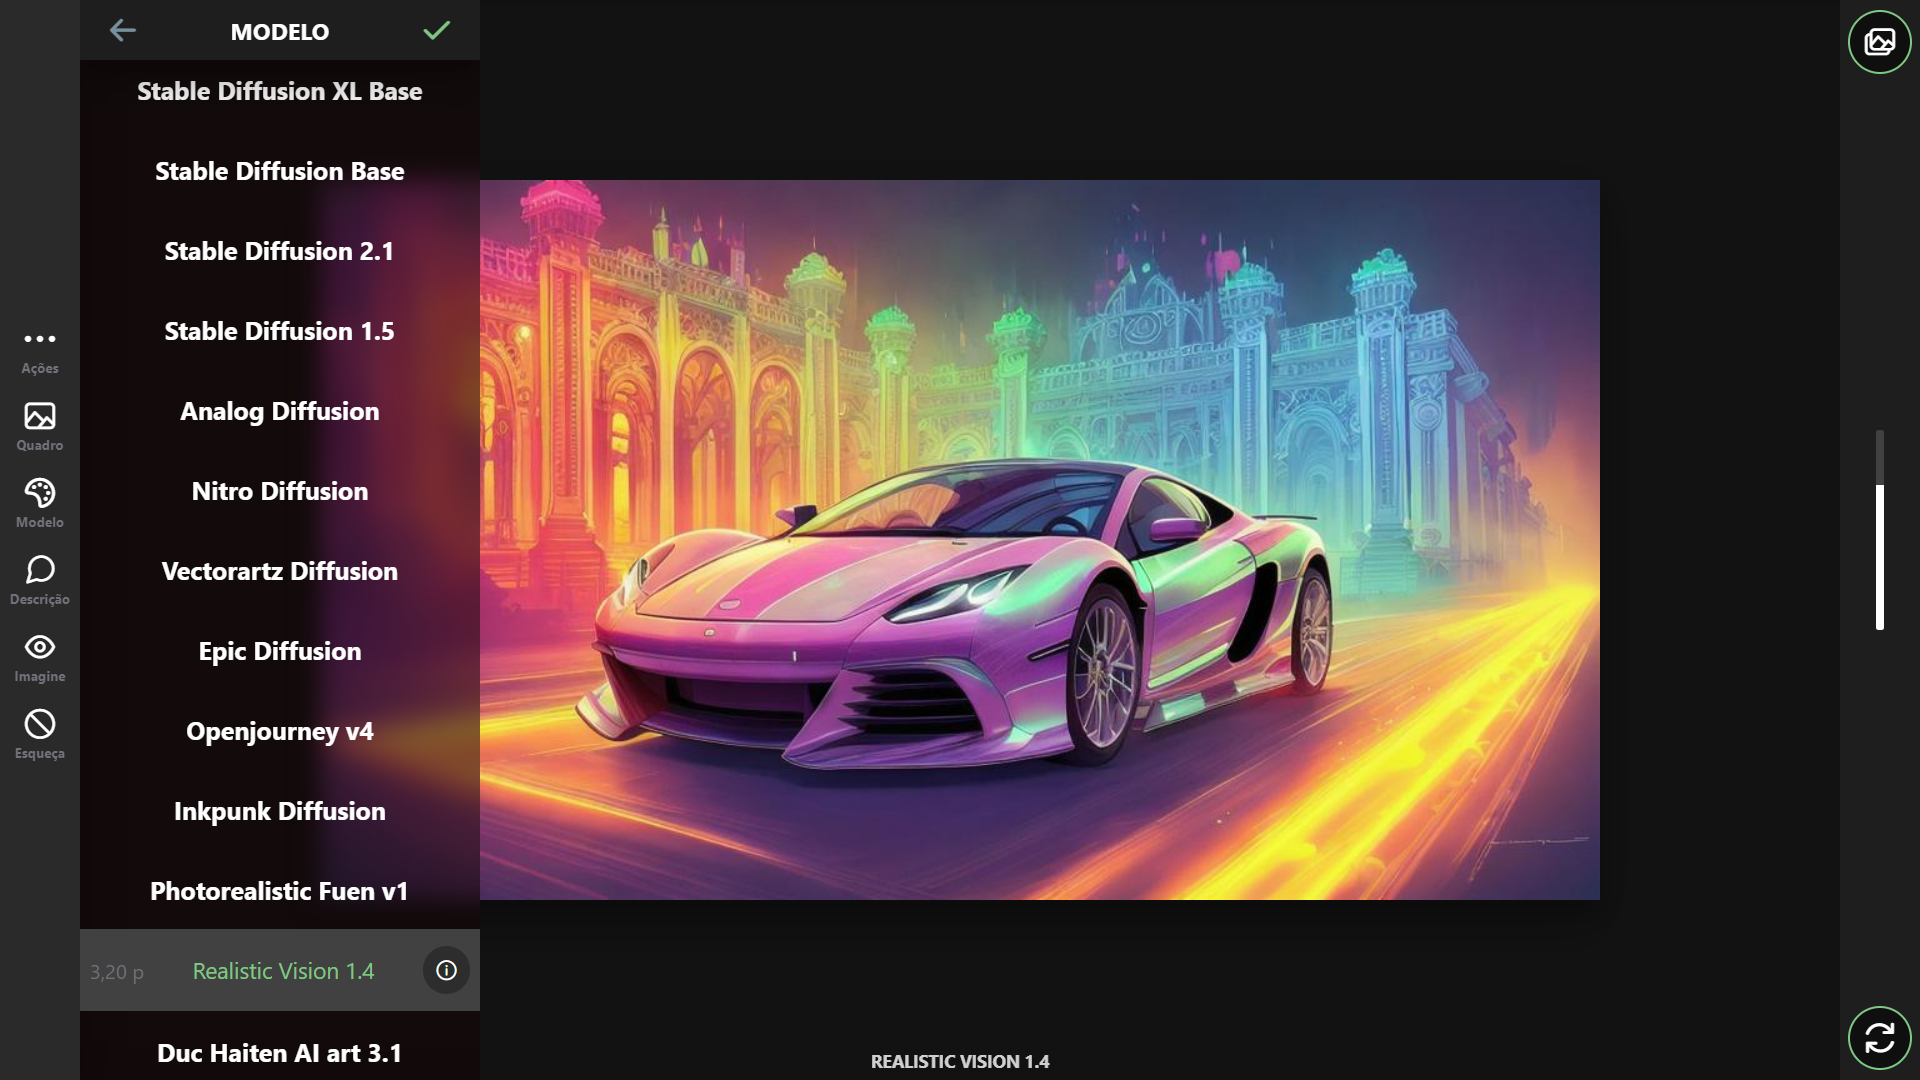 MODELO
Stable Diffusion XL Base
Stable Diffusion Base
Stable Diffusion 2.1
Stable Diffusion 1.5
Analog Diffusion
Nitro Diffusion
Vectorartz Diffusion
Epic Diffusion
Openjourney v4
Inkpunk Diffusion
Photorealistic Fuen v1
3,20 p Realistic Vision 1.4
Duc Haiten AI art 3.1
Ações
Quadro
Modelo
Descrição
Imagine
Esqueça
REALISTIC VISION 1.4